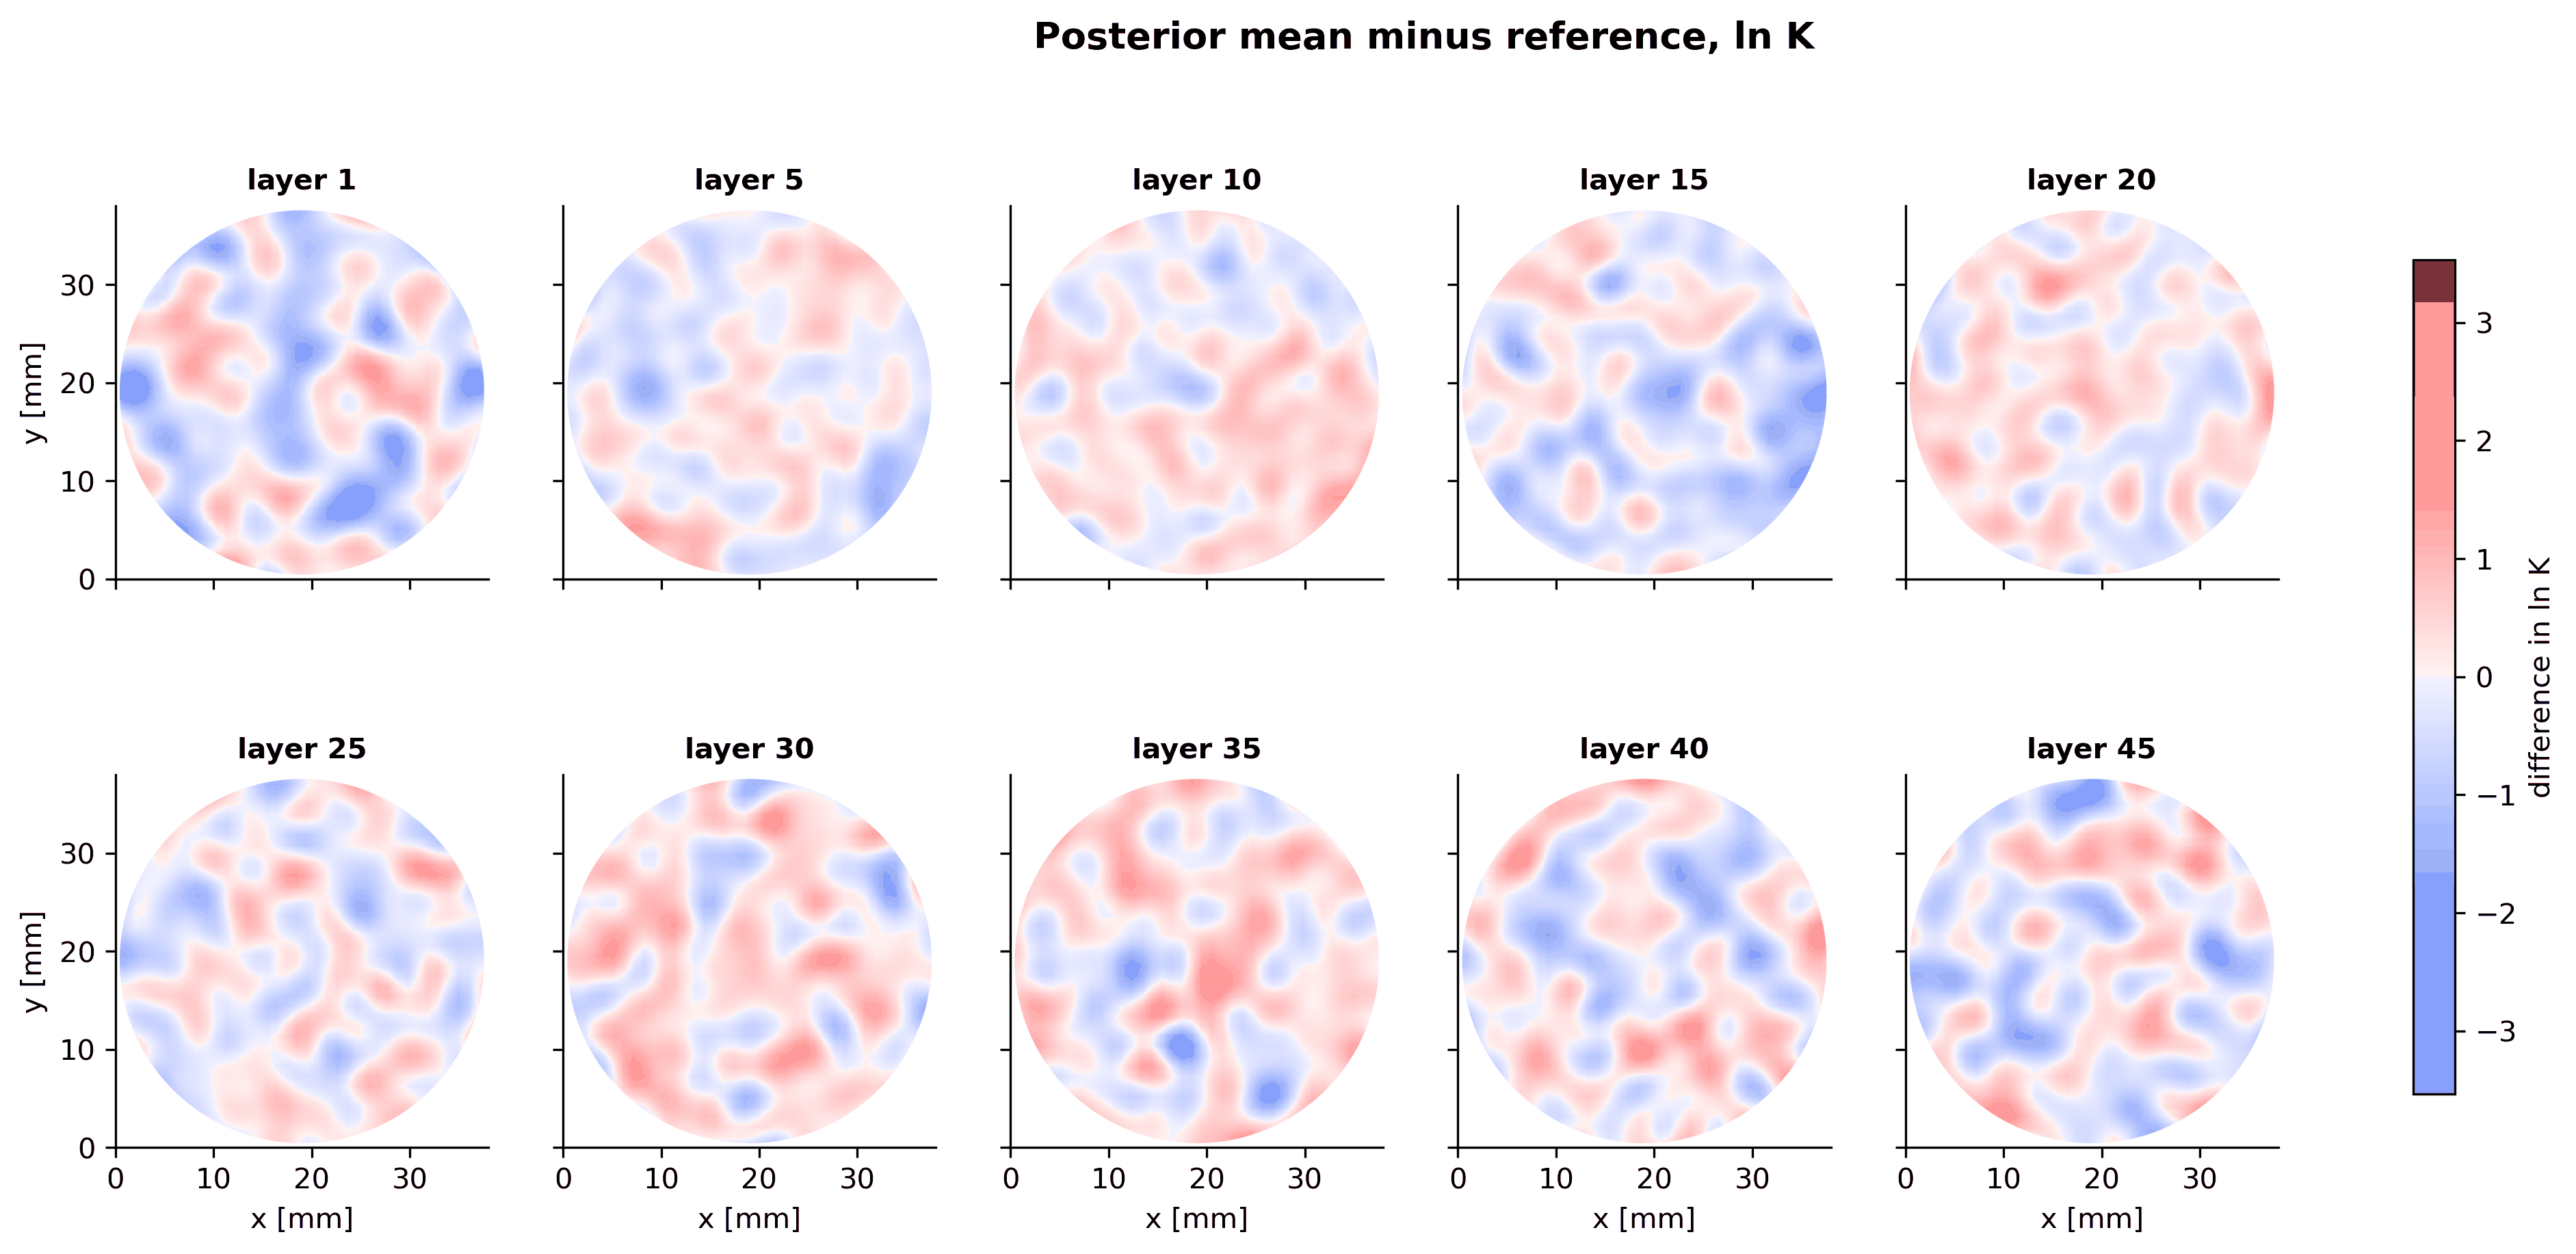 Posterior mean minus reference, ln K
layer 1
layer 5
layer 10
layer 15
layer 20
y [mm]
30
20
10
0
layer 25
layer 30
layer 35
layer 40
layer 45
y [mm]
30
20
10
0
0 10 20 30
0 10 20 30
0 10 20 30
0 10 20 30
0 10 20 30
x [mm]
x [mm]
x [mm]
x [mm]
x [mm]
3
2
1
0
−1
−2
−3
difference in ln K